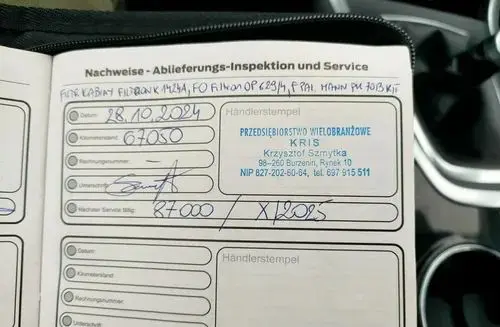 Nachweise - Ablieferungs-Inspektion und Service
FILTR KABINY FILTRON K 1424A, FO Filtron OP 629/4, F PAL. MANN PU 7013 KIT
Datum: 28.10.2024
Kilometerstand: 67050
Rechnungsnummer: -
Unterschrift:
Nächster Service fällig: 87000 / X/2025
Händlerstempel
PRZEDSIĘBIORSTWO WIELOBRANŻOWE
KRIS
Krzysztof Szmytka
98-260 Burzenin, Rynek 10
NIP 827-202-60-64, tel. 697 915 511
Datum:
Kilometerstand:
Rechnungsnummer:
Unterschrift
Händlerstempel